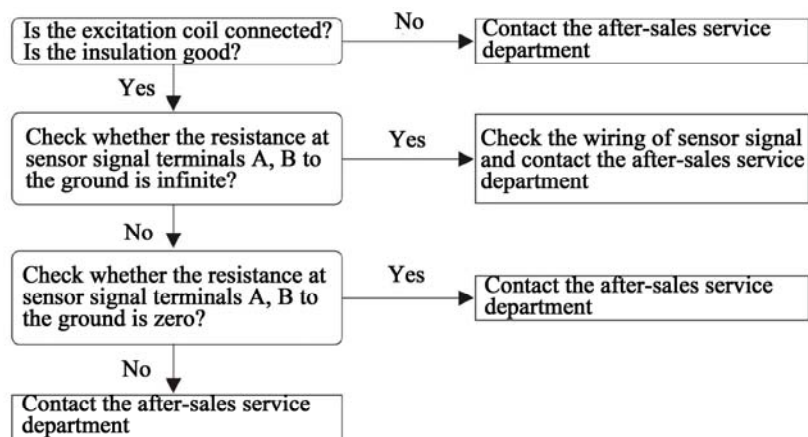 Is the excitation coil connected?
Is the insulation good?
No
Contact the after-sales service
department
Yes
Check whether the resistance at
sensor signal terminals A, B to
the ground is infinite?
Yes
Check the wiring of sensor signal
and contact the after-sales service
department
No
Check whether the resistance at
sensor signal terminals A, B to
the ground is zero?
Yes
Contact the after-sales service
department
No
Contact the after-sales service
department